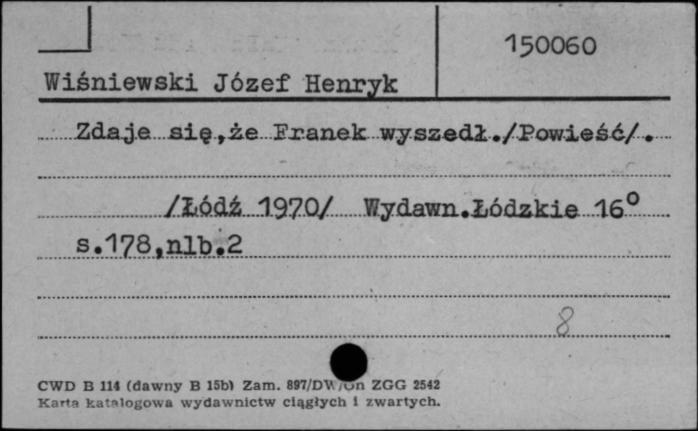 150060
Wiśniewski Józef Henryk
Zdaje się,że Franek wyszedł./Powieść/.
/Łódź 1970/ Wydawn.Łódzkie 16°
s.178,nlb.2
8
CWD B 114 (dawny B 15b) Zam. 897/DW/On ZGG 2542
Karta katalogowa wydawnictw ciągłych i zwartych.